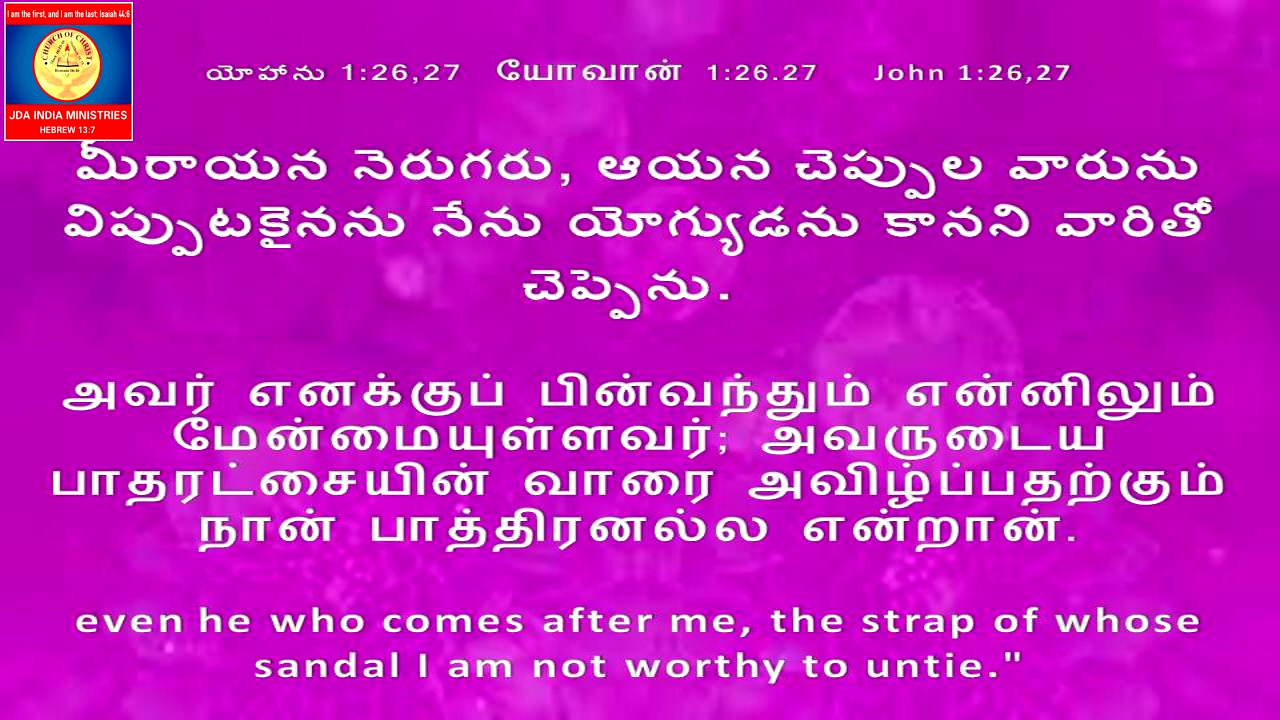 I am the first, and I am the last; Isaiah 44:6
CHURCH OF CHRIST
JDA INDIA MINISTRIES
HEBREW 13:7
యోహాను 1:26,27 யோவான் 1:26.27 John 1:26,27
మీరాయన నెరుగరు, ఆయన చెప్పుల వారును
విప్పుటకైనను నేను యోగ్యుడను కానని వారితో
చెప్పెను.
அவர் எனக்குப் பின்வந்தும் என்னிலும்
மேன்மையுள்ளவர்; அவருடைய
பாதரட்சையின் வாரை அவிழ்ப்பதற்கும்
நான் பாத்திரனல்ல என்றான்.
even he who comes after me, the strap of whose
sandal I am not worthy to untie."